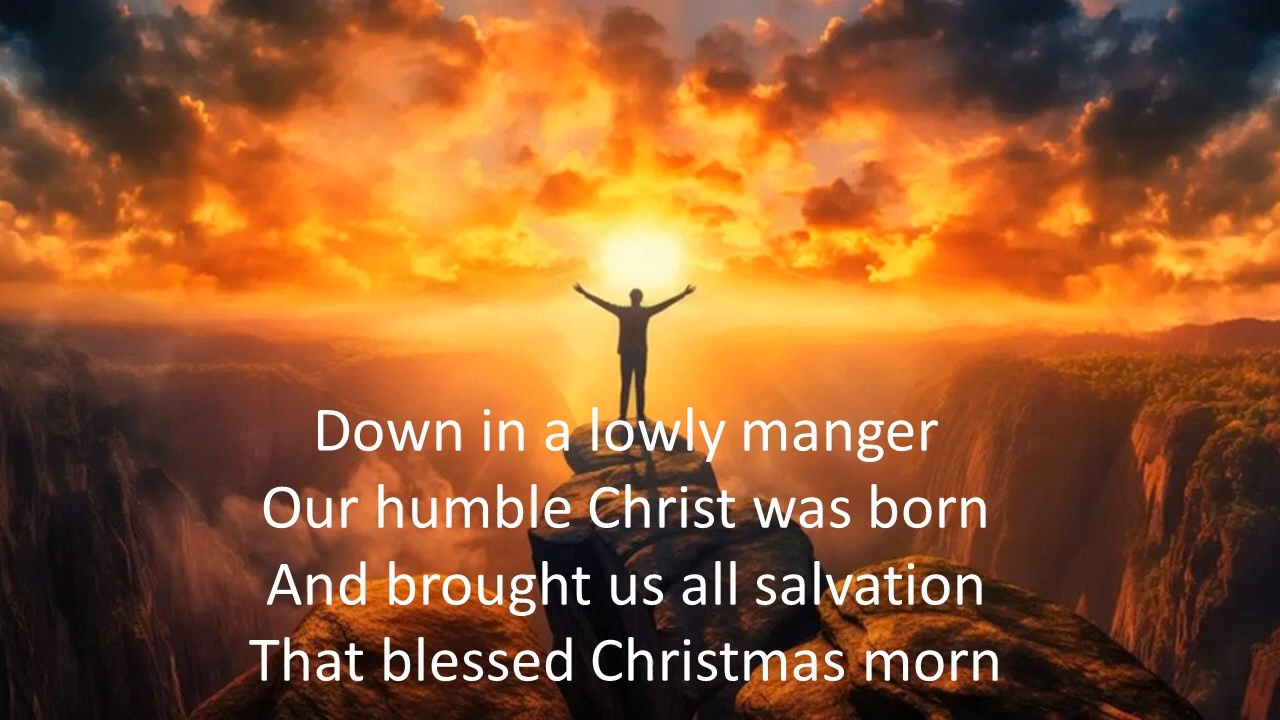 Down in a lowly manger
Our humble Christ was born
And brought us all salvation
That blessed Christmas morn